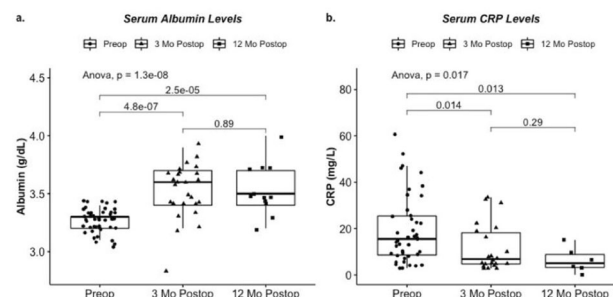 a.
Serum Albumin Levels
Preop 3 Mo Postop 12 Mo Postop
Anova, p = 1.3e-08
2.5e-05
4.8e-07
0.89
4.5
4.0
3.5
3.0
Albumin (g/dL)
Preop 3 Mo Postop 12 Mo Postop
b.
Serum CRP Levels
Preop 3 Mo Postop 12 Mo Postop
Anova, p = 0.017
0.013
0.014
0.29
80
60
40
20
0
CRP (mg/L)
Preop 3 Mo Postop 12 Mo Postop